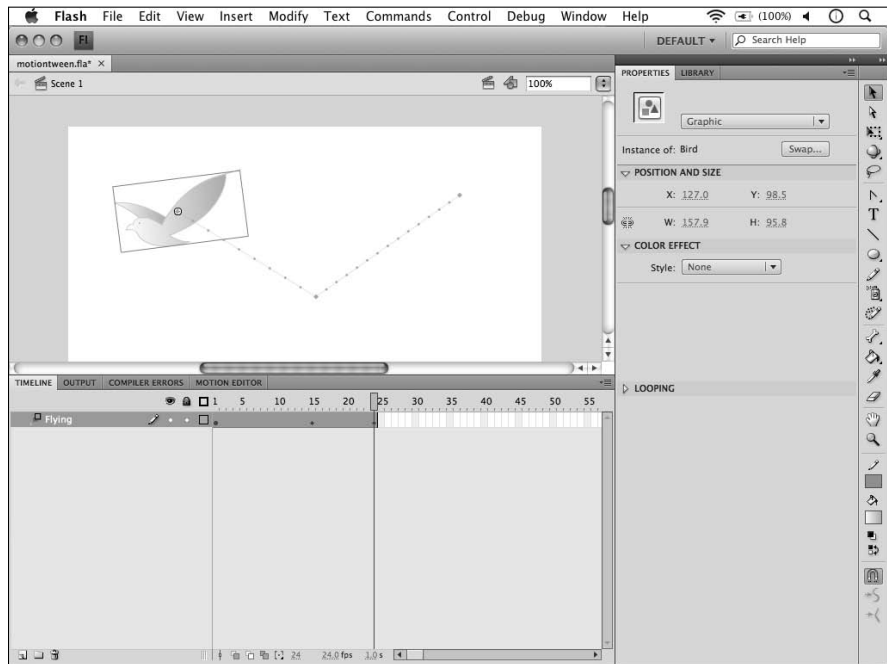 Flash File Edit View Insert Modify Text Commands Control Debug Window Help (100%)
Fl DEFAULT Search Help
motiontween.fla* ×
Scene 1 100%
PROPERTIES LIBRARY
Graphic
Instance of: Bird Swap...
POSITION AND SIZE
X: 127.0 Y: 98.5
W: 157.9 H: 95.8
COLOR EFFECT
Style: None
LOOPING
TIMELINE OUTPUT COMPILER ERRORS MOTION EDITOR
1 5 10 15 20 25 30 35 40 45 50 55
Flying
24 24.0 fps 1.0 s
T